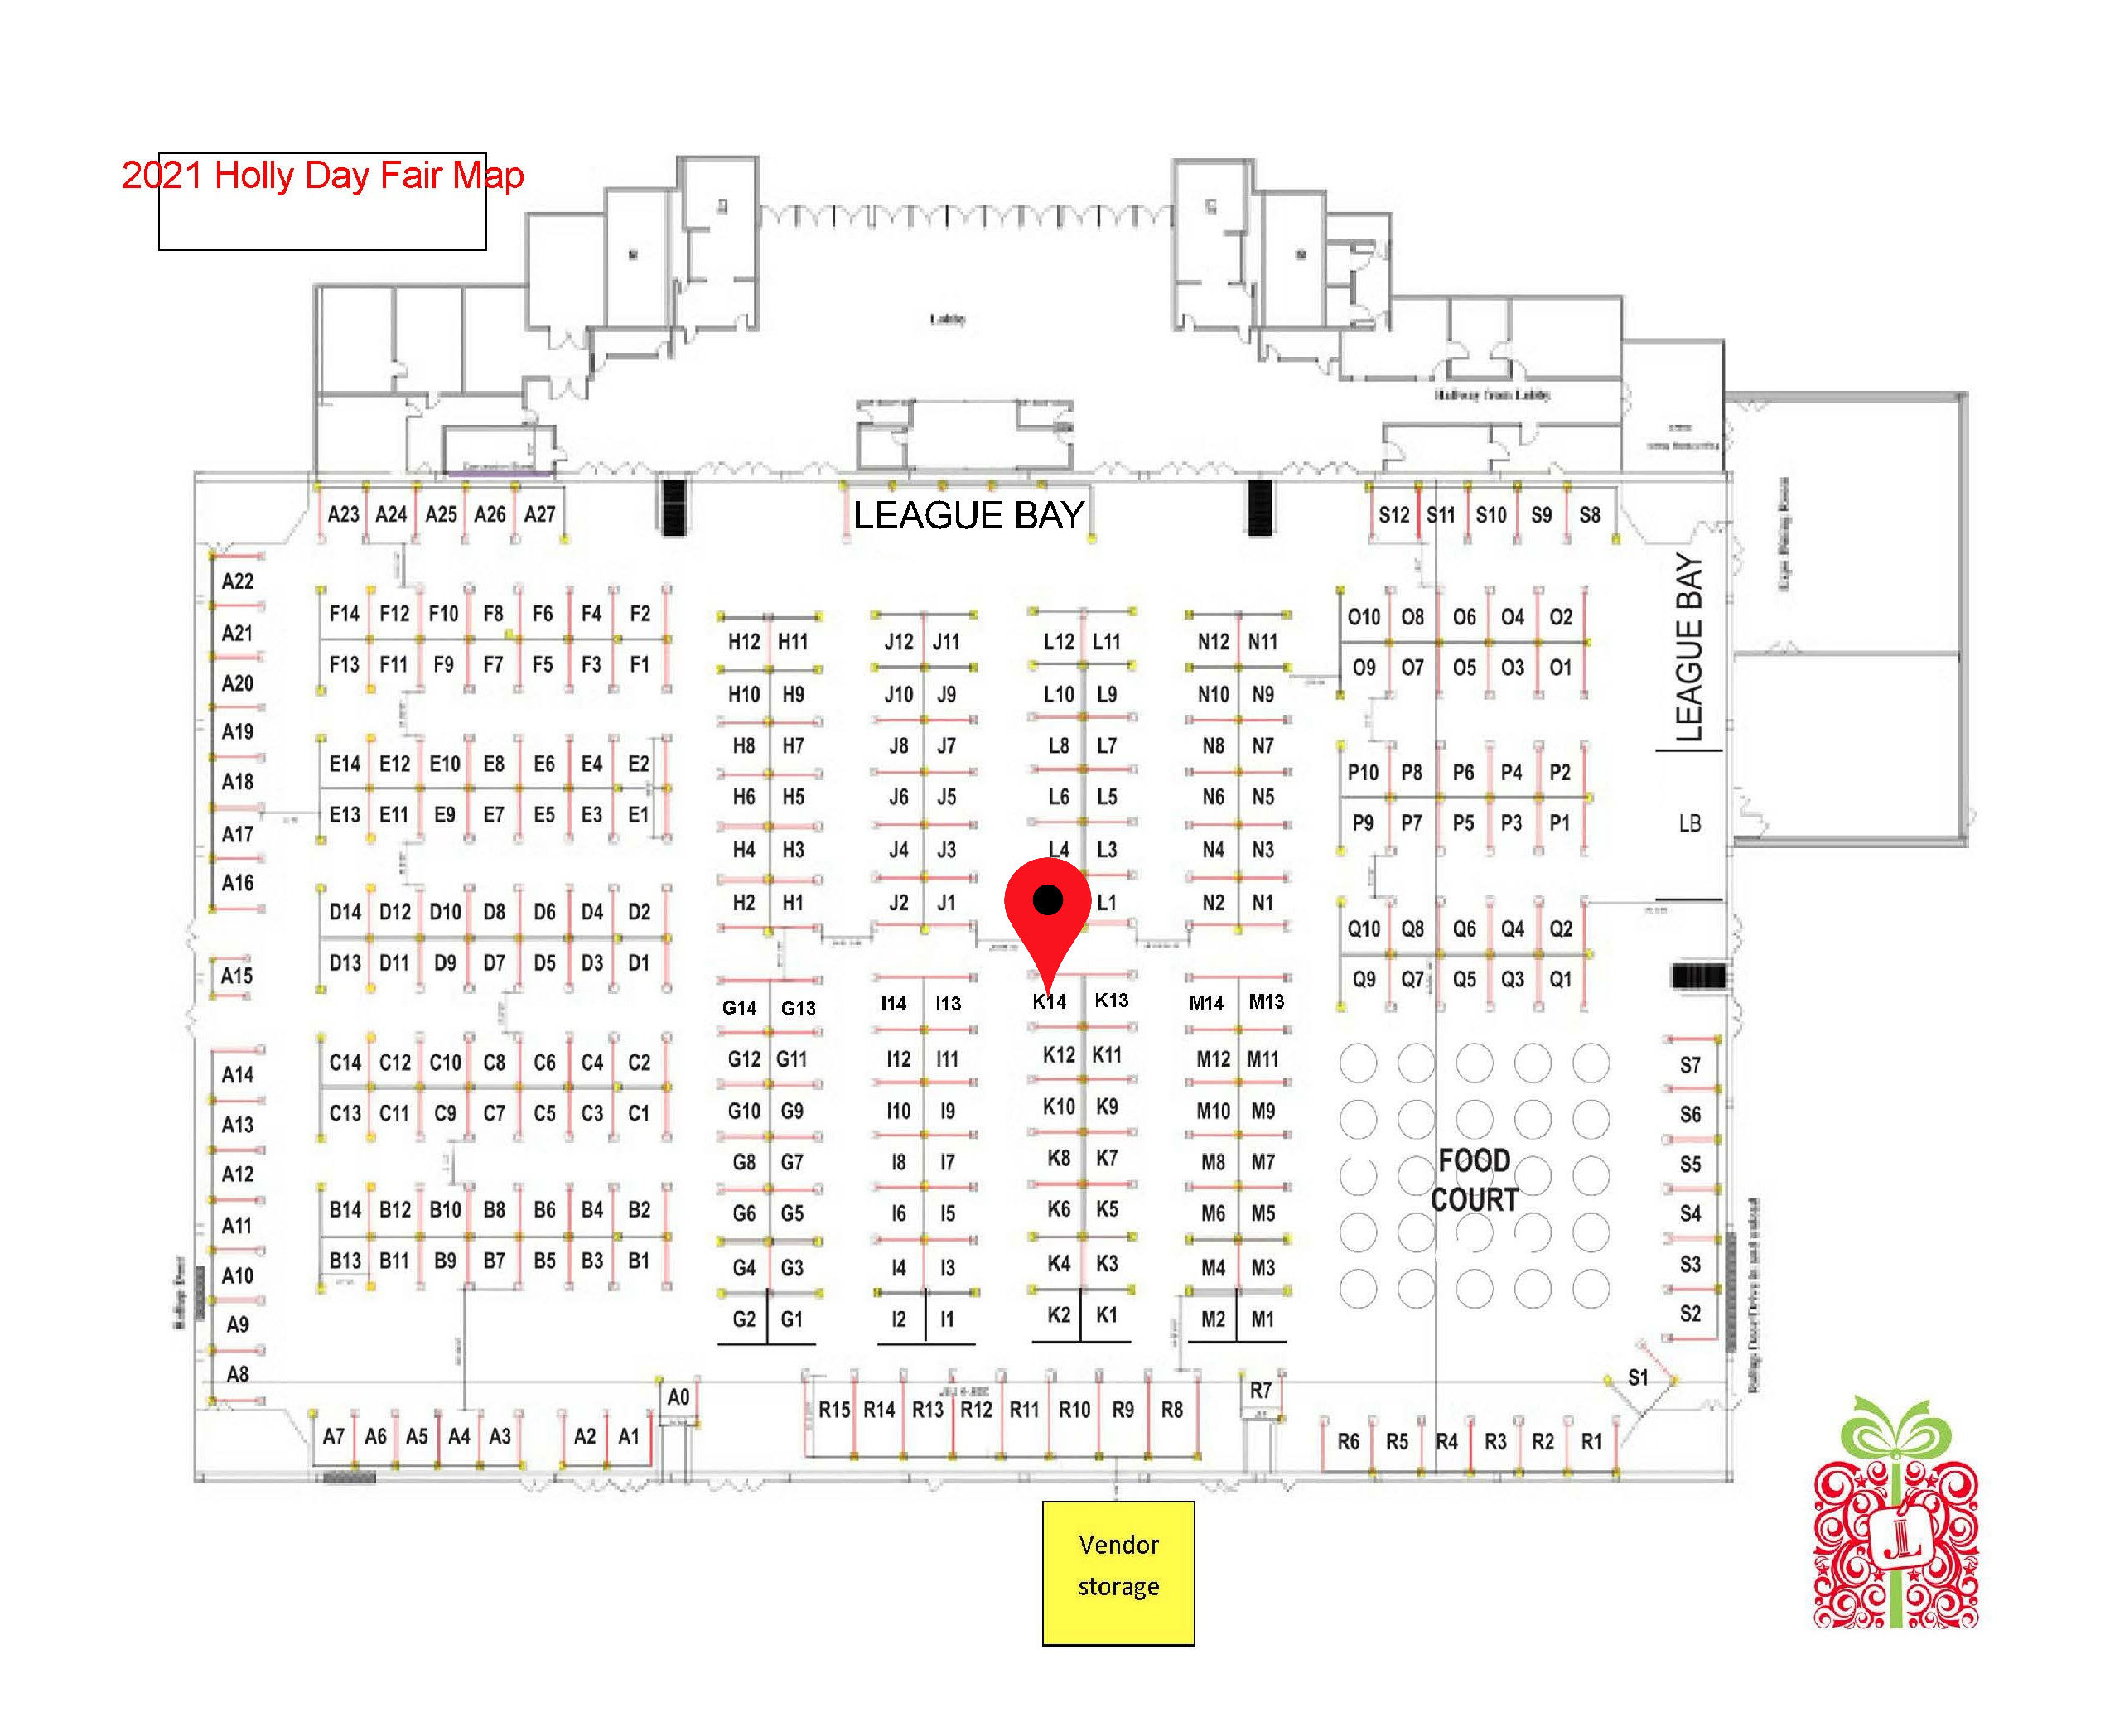 2021 Holly Day Fair Map
Lobby
Hallway from Lobby
LEAGUE BAY
A23 A24 A25 A26 A27
S12 S11 S10 S9 S8
A22
A21
A20
A19
A18
A17
A16
A15
A14
A13
A12
A11
A10
A9
A8
F14 F12 F10 F8 F6 F4 F2
F13 F11 F9 F7 F5 F3 F1
E14 E12 E10 E8 E6 E4 E2
E13 E11 E9 E7 E5 E3 E1
D14 D12 D10 D8 D6 D4 D2
D13 D11 D9 D7 D5 D3 D1
C14 C12 C10 C8 C6 C4 C2
C13 C11 C9 C7 C5 C3 C1
B14 B12 B10 B8 B6 B4 B2
B13 B11 B9 B7 B5 B3 B1
H12 H11
H10 H9
H8 H7
H6 H5
H4 H3
H2 H1
G14 G13
G12 G11
G10 G9
G8 G7
G6 G5
G4 G3
G2 G1
J12 J11
J10 J9
J8 J7
J6 J5
J4 J3
J2 J1
I14 I13
I12 I11
I10 I9
I8 I7
I6 I5
I4 I3
I2 I1
L12 L11
L10 L9
L8 L7
L6 L5
L4 L3
L1
K14 K13
K12 K11
K10 K9
K8 K7
K6 K5
K4 K3
K2 K1
N12 N11
N10 N9
N8 N7
N6 N5
N4 N3
N2 N1
M14 M13
M12 M11
M10 M9
M8 M7
M6 M5
M4 M3
M2 M1
O10 O8 O6 O4 O2
O9 O7 O5 O3 O1
P10 P8 P6 P4 P2
P9 P7 P5 P3 P1
Q10 Q8 Q6 Q4 Q2
Q9 Q7 Q5 Q3 Q1
LEAGUE BAY
LB
FOOD
COURT
S7
S6
S5
S4
S3
S2
S1
A7 A6 A5 A4 A3 A2 A1
A0
R15 R14 R13 R12 R11 R10 R9 R8
R7
R6 R5 R4 R3 R2 R1
Vendor
storage
JL